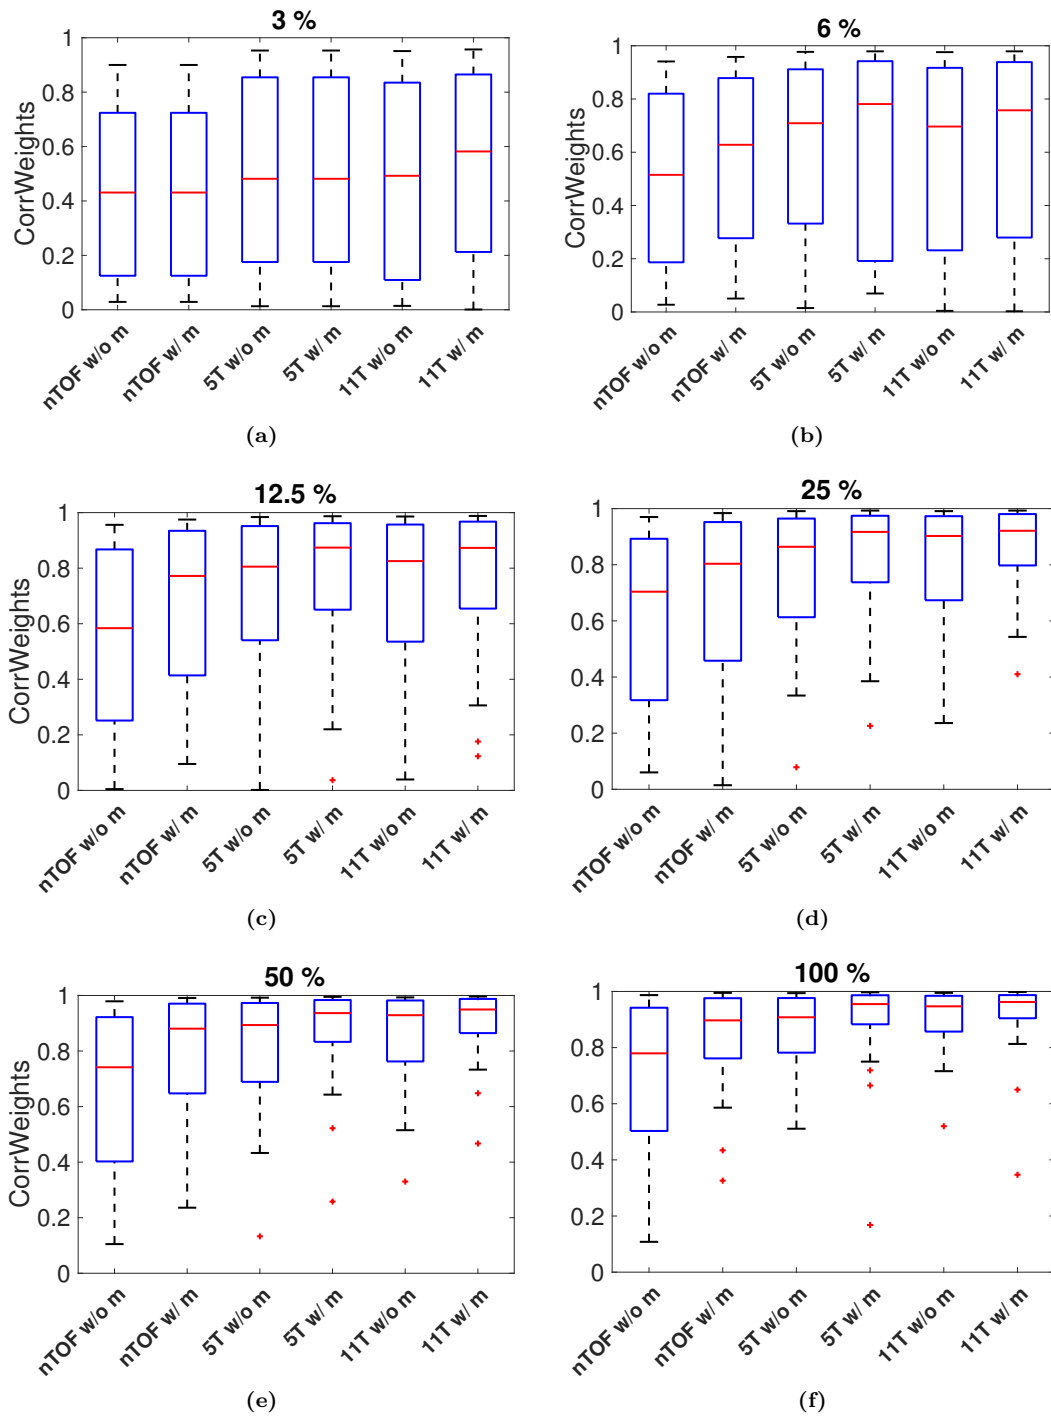 3 %
1
0.8
0.6
0.4
0.2
0
CorrWeights
nTOF w/o m
nTOF w/ m
5T w/o m
5T w/ m
11T w/o m
11T w/ m
(a)
6 %
1
0.8
0.6
0.4
0.2
0
CorrWeights
nTOF w/o m
nTOF w/ m
5T w/o m
5T w/ m
11T w/o m
11T w/ m
(b)
12.5 %
1
0.8
0.6
0.4
0.2
0
CorrWeights
nTOF w/o m
nTOF w/ m
5T w/o m
5T w/ m
11T w/o m
11T w/ m
(c)
25 %
1
0.8
0.6
0.4
0.2
0
nTOF w/o m
nTOF w/ m
5T w/o m
5T w/ m
11T w/o m
11T w/ m
(d)
50 %
1
0.8
0.6
0.4
0.2
0
CorrWeights
nTOF w/o m
nTOF w/ m
5T w/o m
5T w/ m
11T w/o m
11T w/ m
(e)
100 %
1
0.8
0.6
0.4
0.2
0
nTOF w/o m
nTOF w/ m
5T w/o m
5T w/ m
11T w/o m
11T w/ m
(f)